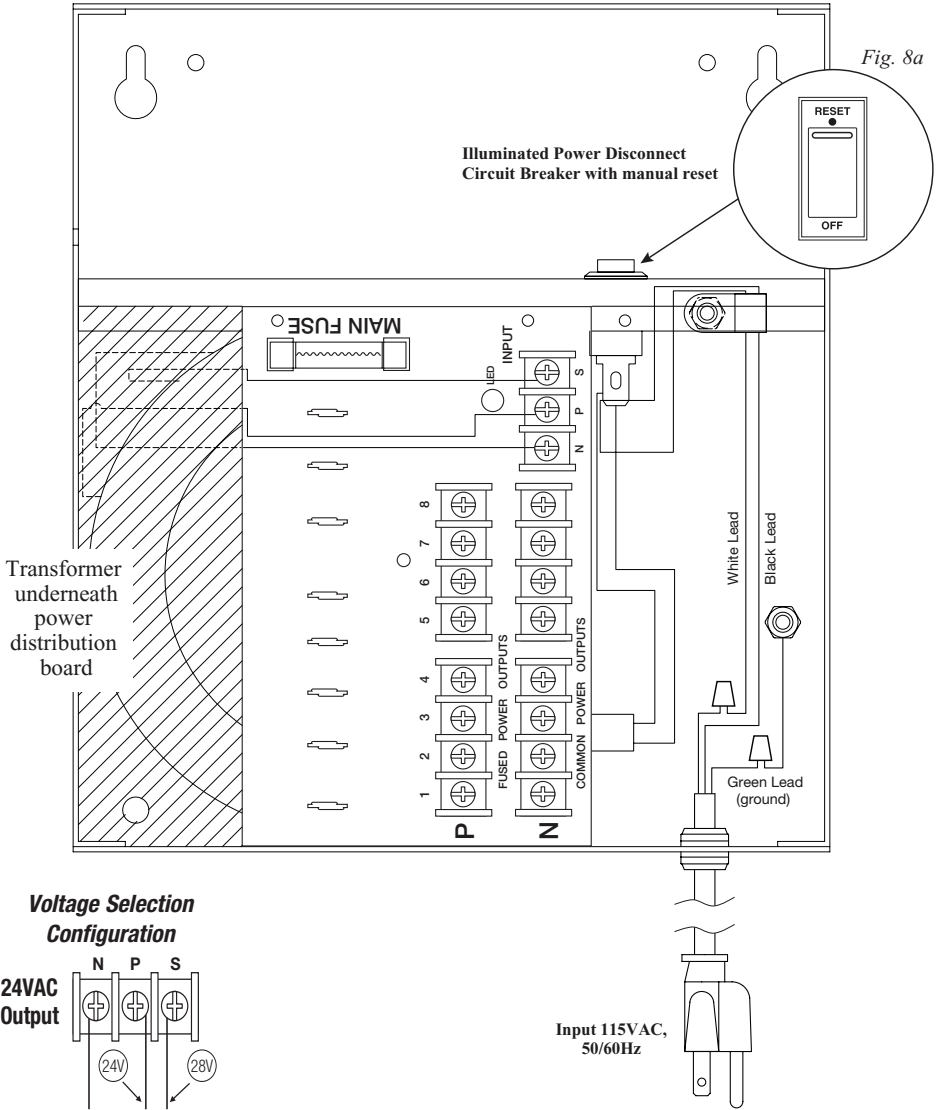 Fig. 8a
RESET
OFF
Illuminated Power Disconnect
Circuit Breaker with manual reset
MAIN FUSE
INPUT
LED
S
P
N
8
7
6
5
4
3
2
1
FUSED POWER OUTPUTS
COMMON POWER OUTPUTS
P
N
White Lead
Black Lead
Green Lead
(ground)
Transformer
underneath
power
distribution
board
Voltage Selection
Configuration
N P S
24VAC
Output
24V
28V
Input 115VAC,
50/60Hz